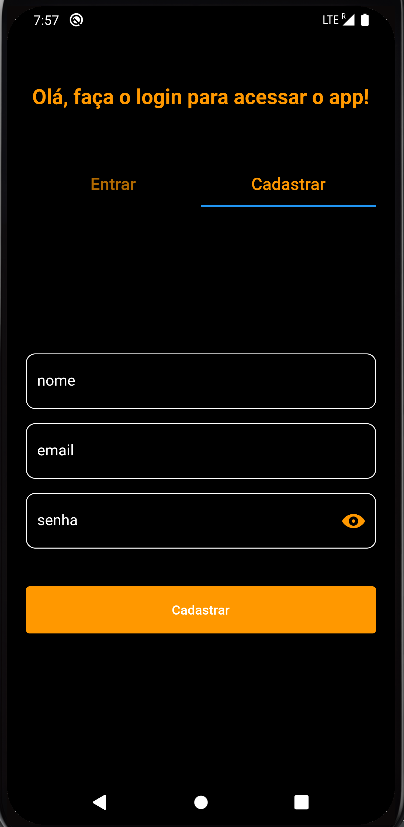 7:57
LTE R
Olá, faça o login para acessar o app!
Entrar Cadastrar
nome
email
senha
Cadastrar